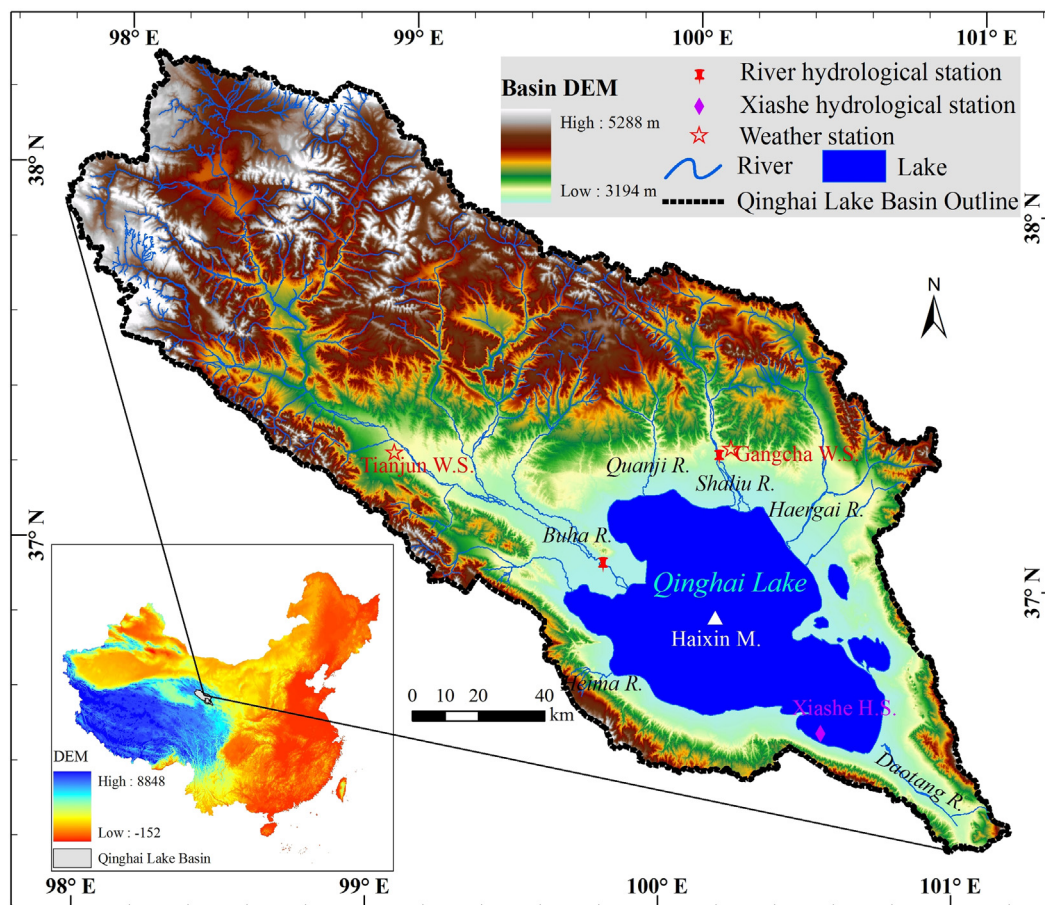 98° E
99° E
100° E
101° E
Basin DEM
High : 5288 m
Low : 3194 m
River hydrological station
Xiashe hydrological station
Weather station
River
Lake
Qinghai Lake Basin Outline
38° N
38° N
N
Tianjun W.S.
Quanji R.
Gangcha W.S.
Shaliu R.
Haergai R.
Buha R.
37° N
37° N
Qinghai Lake
Haixin M.
Heima R.
0 10 20 40
km
Xiashe H.S.
Daotang R.
DEM
High : 8848
Low : -152
Qinghai Lake Basin
98° E
99° E
100° E
101° E